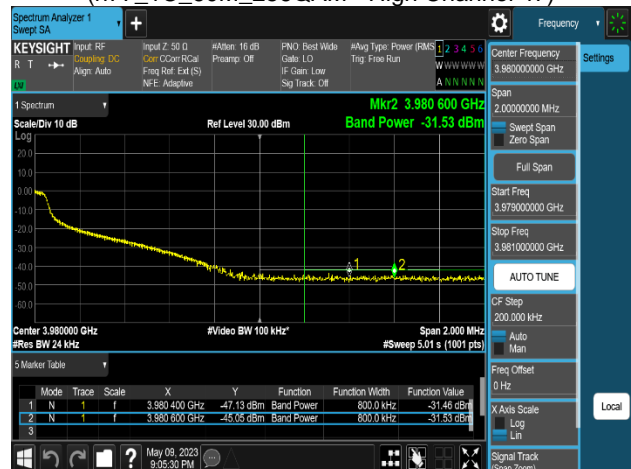 Spectrum Analyzer 1
Swept SA
Frequency
KEYSIGHT
R T
Input: RF
Coupling: DC
Align: Auto
Input Z: 50 Ω
Corr CCorr RCal
Freq Ref: Ext (S)
NFE: Adaptive
#Atten: 16 dB
Preamp: Off
PNO: Best Wide
Gate: LO
IF Gain: Low
Sig Track: Off
#Avg Type: Power (RMS
Trig: Free Run
1 2 3 4 5 6
W W W W W W
A N N N N N
Center Frequency
3.980000000 GHz
Settings
Span
2.00000000 MHz
Swept Span
Zero Span
Full Span
Start Freq
3.979000000 GHz
Stop Freq
3.981000000 GHz
AUTO TUNE
CF Step
200.000 kHz
Auto
Man
Freq Offset
0 Hz
X Axis Scale
Log
Lin
Local
Signal Track
(Span Zoom)
1 Spectrum
Mkr2 3.980 600 GHz
Scale/Div 10 dB
Ref Level 30.00 dBm
Band Power -31.53 dBm
Log
20.0
10.0
0.00
-10.0
-20.0
-30.0
-40.0
-50.0
-60.0
1
2
Center 3.980000 GHz
#Video BW 100 kHz*
Span 2.000 MHz
#Res BW 24 kHz
#Sweep 5.01 s (1001 pts)
5 Marker Table
Mode Trace Scale X Y Function Function Width Function Value
1 N 1 f 3.980 400 GHz -47.13 dBm Band Power 800.0 kHz -31.46 dBm
2 N 1 f 3.980 600 GHz -45.05 dBm Band Power 800.0 kHz -31.53 dBm
3
May 09, 2023
9:05:30 PM